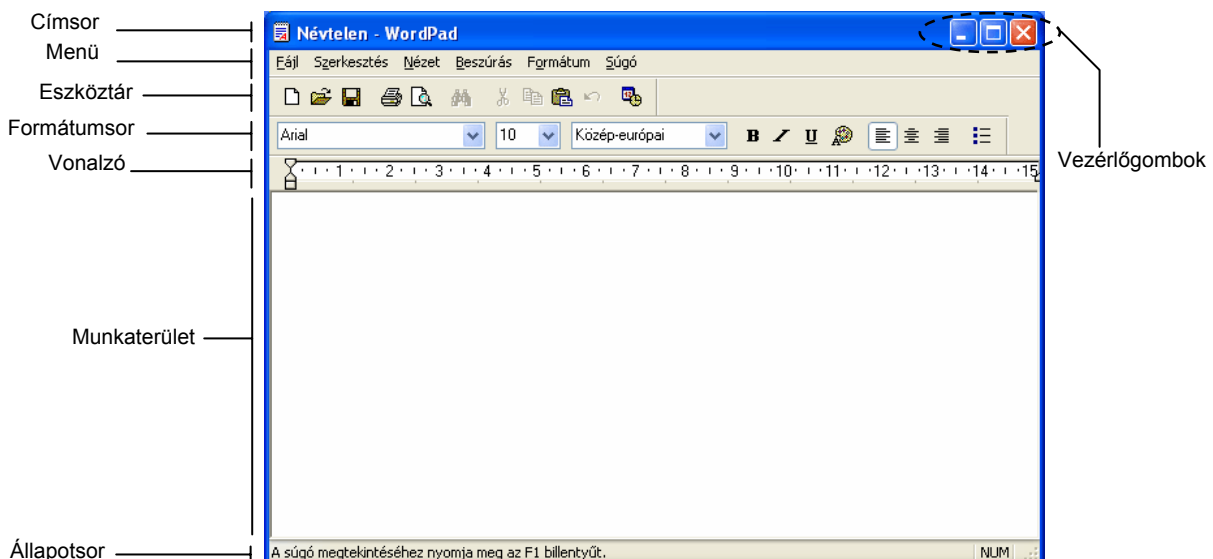 Címsor
Névtelen - WordPad
Menü
Fájl Szerkesztés Nézet Beszúrás Formátum Súgó
Eszköztár
Formátumsor
Arial 10 Közép-európai B / U
Vonalzó
1 2 3 4 5 6 7 8 9 10 11 12 13 14 15
Vezérlőgombok
Munkaterület
Állapotsor
A súgó megtekintéséhez nyomja meg az F1 billentyűt. NUM